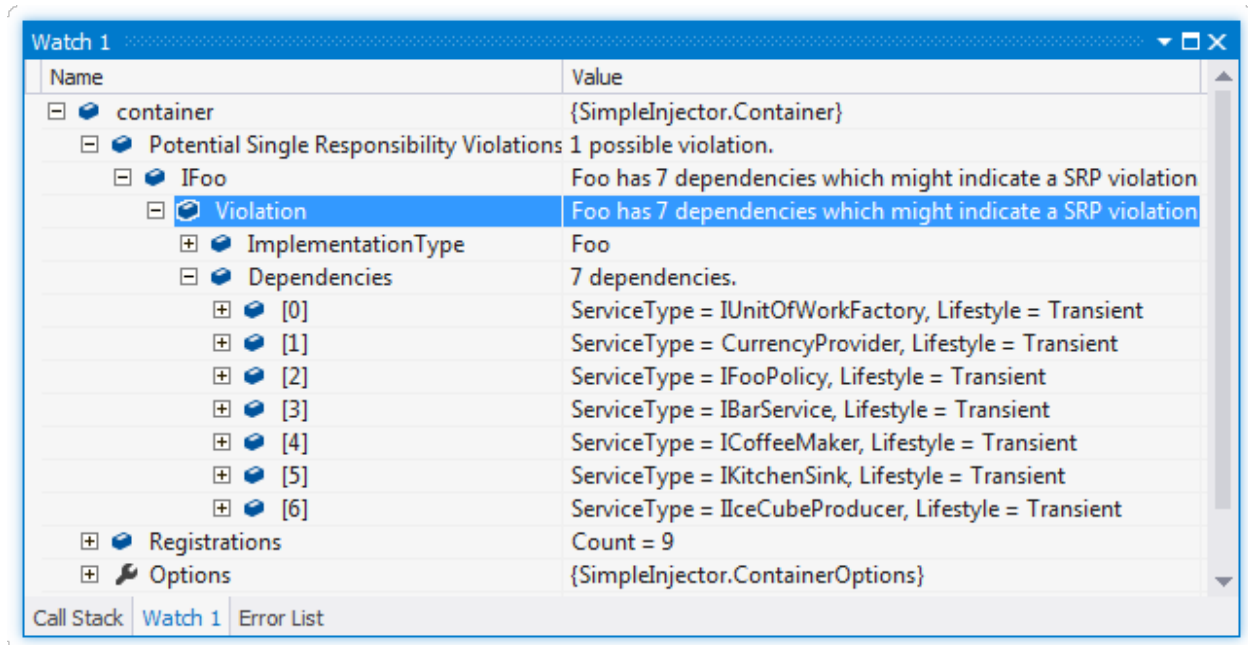 Watch 1
Name Value
container {SimpleInjector.Container}
Potential Single Responsibility Violations 1 possible violation.
IFoo Foo has 7 dependencies which might indicate a SRP violation
Violation Foo has 7 dependencies which might indicate a SRP violation
ImplementationType Foo
Dependencies 7 dependencies.
[0] ServiceType = IUnitOfWorkFactory, Lifestyle = Transient
[1] ServiceType = CurrencyProvider, Lifestyle = Transient
[2] ServiceType = IFooPolicy, Lifestyle = Transient
[3] ServiceType = IBarService, Lifestyle = Transient
[4] ServiceType = ICoffeeMaker, Lifestyle = Transient
[5] ServiceType = IKitchenSink, Lifestyle = Transient
[6] ServiceType = IIceCubeProducer, Lifestyle = Transient
Registrations Count = 9
Options {SimpleInjector.ContainerOptions}
Call Stack Watch 1 Error List